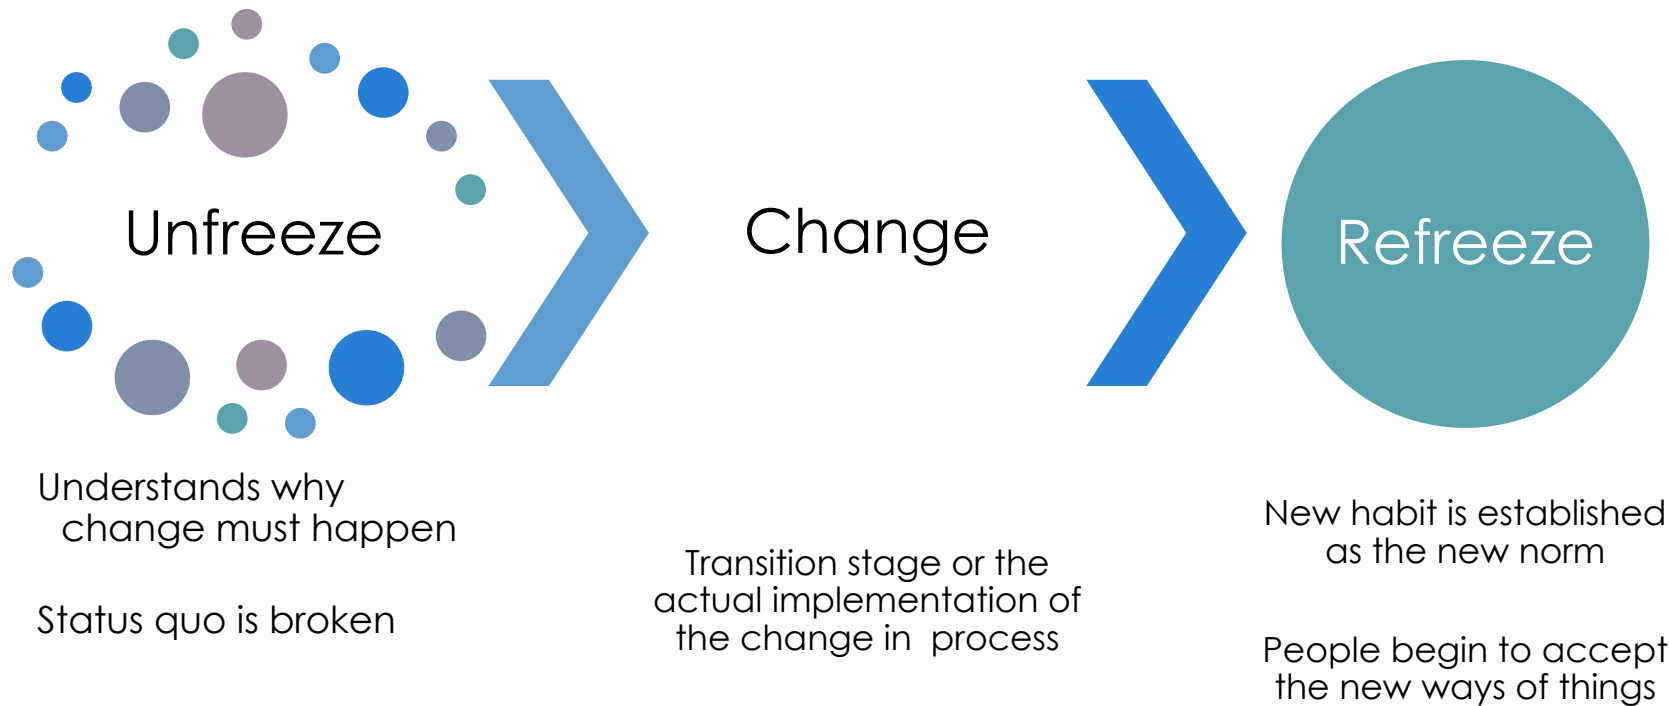 Unfreeze
Change
Refreeze
Understands why
change must happen
Status quo is broken
Transition stage or the
actual implementation of
the change in  process
New habit is established
as the new norm
People begin to accept
the new ways of things